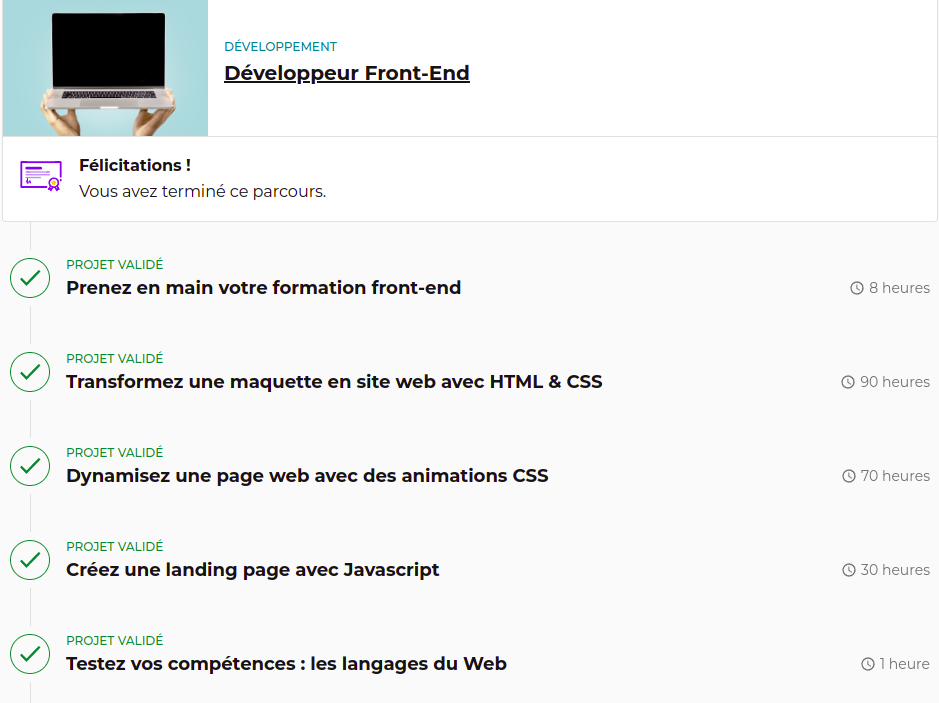 DÉVELOPPEMENT
Développeur Front-End
Félicitations !
Vous avez terminé ce parcours.
PROJET VALIDÉ
Prenez en main votre formation front-end
8 heures
PROJET VALIDÉ
Transformez une maquette en site web avec HTML & CSS
90 heures
PROJET VALIDÉ
Dynamisez une page web avec des animations CSS
70 heures
PROJET VALIDÉ
Créez une landing page avec Javascript
30 heures
PROJET VALIDÉ
Testez vos compétences : les langages du Web
1 heure